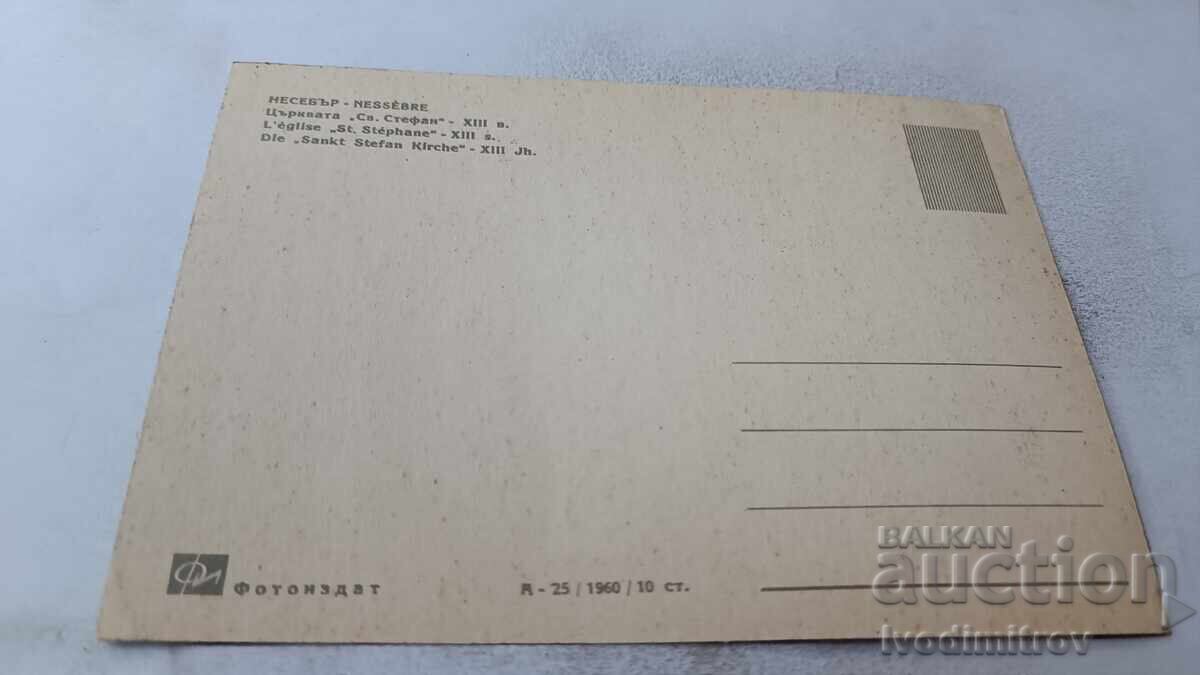 НЕСЕБЪР - NESSÈBRE
Църквата „Св. Стефан" - XIII в.
L'église „St. Stéphane" - XIII s.
Die „Sankt Stefan Kirche" - XIII Jh.
Фотоиздат
А - 25 / 1960 / 10 ст.
BALKAN
auction
Ivodimitrov